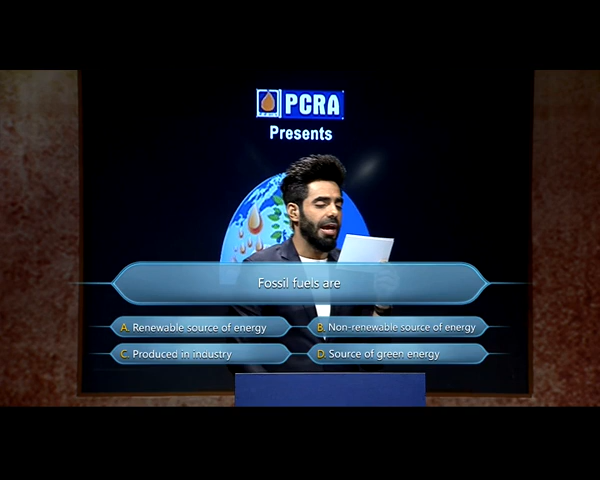 PCRA
Presents
Fossil fuels are
A. Renewable source of energy
B. Non-renewable source of energy
C. Produced in industry
D. Source of green energy